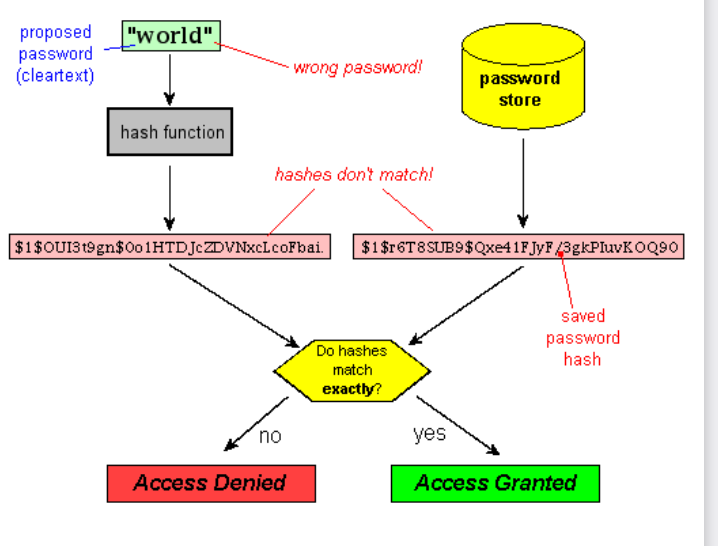 proposed
password
(cleartext)
"world"
wrong password!
password
store
hash function
hashes don't match!
$1$OUI3t9gn$0o1HTDJcZDVNxcLcoFbai.
$1$r6T8SUB9$Qxe41FJyF/3gkPIuvKOQ90
saved
password
hash
Do hashes
match
exactly?
no
yes
Access Denied
Access Granted